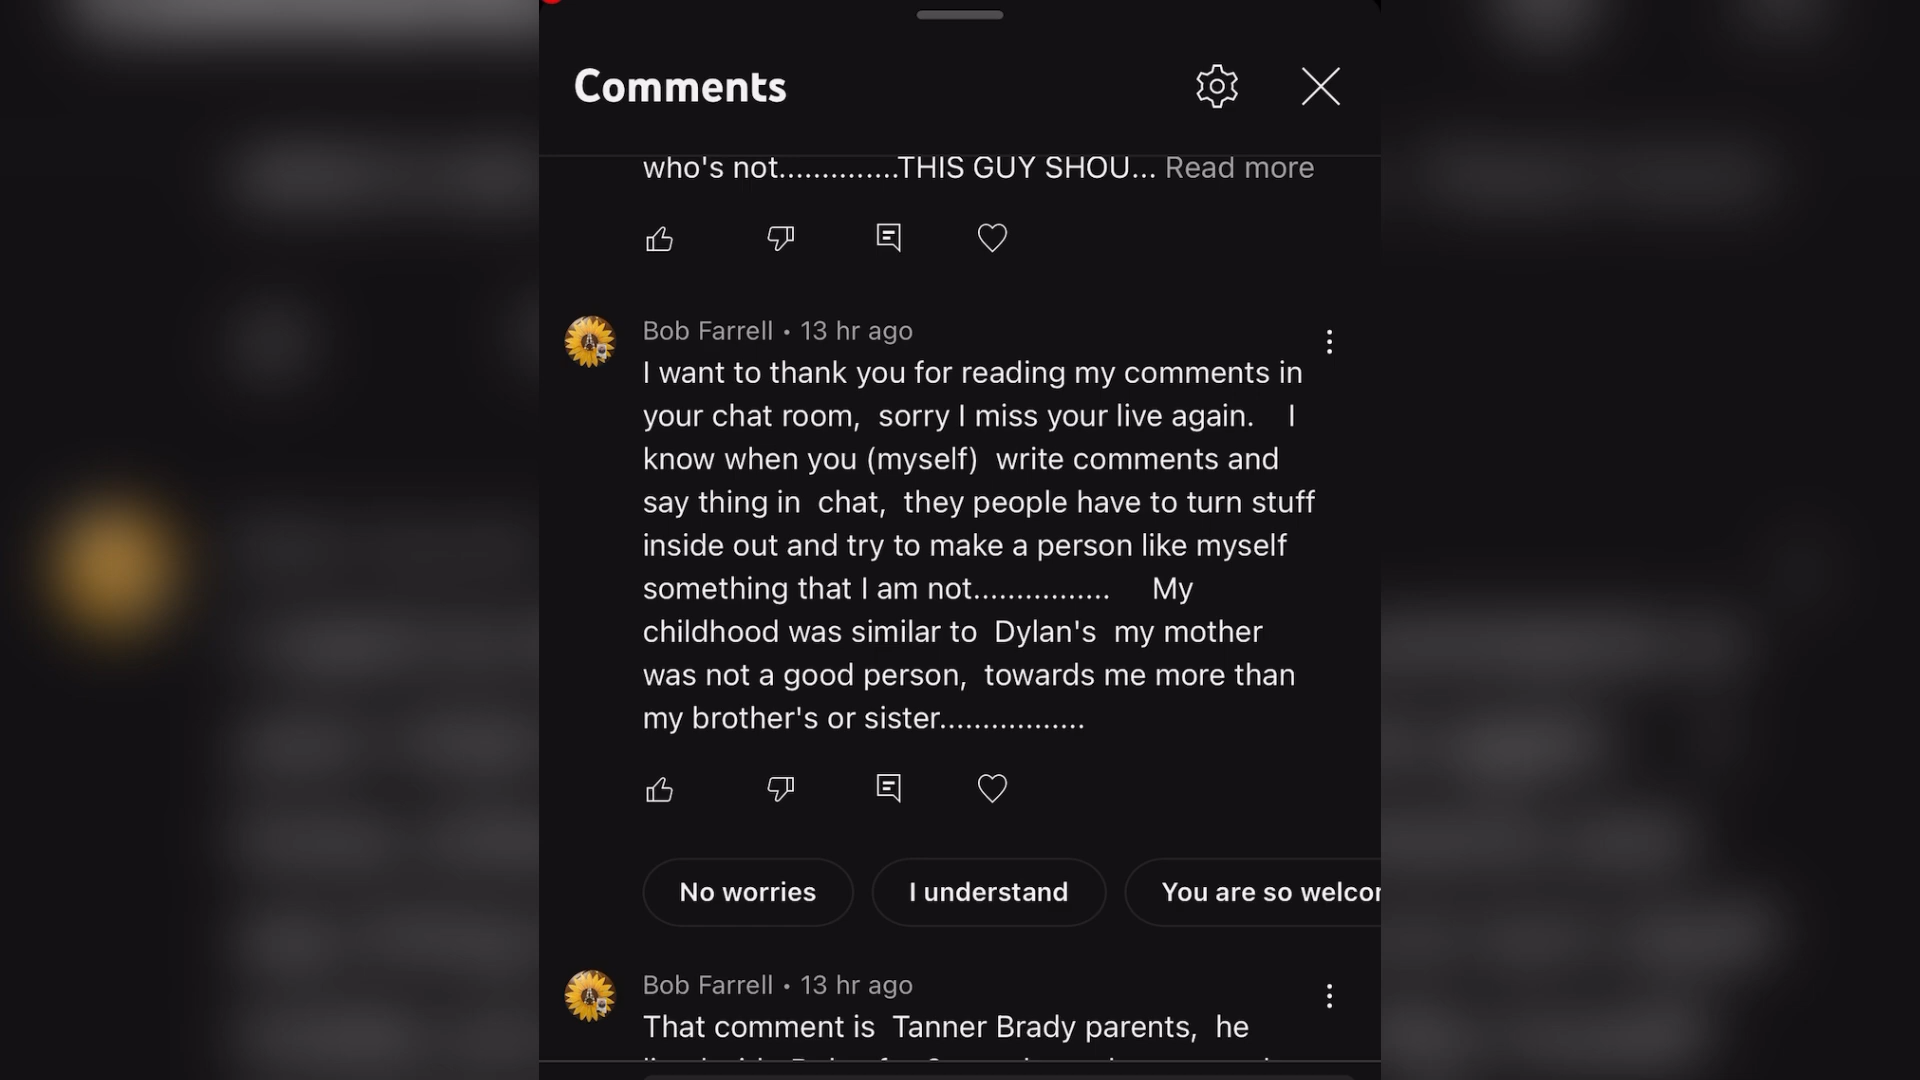 Comments
who's not..............THIS GUY SHOU... Read more
Bob Farrell • 13 hr ago
I want to thank you for reading my comments in
your chat room,  sorry I miss your live again.    I
know when you (myself)  write comments and
say thing in  chat,  they people have to turn stuff
inside out and try to make a person like myself
something that I am not................     My
childhood was similar to  Dylan's  my mother
was not a good person,  towards me more than
my brother's or sister.................
No worries
I understand
You are so welcor
Bob Farrell • 13 hr ago
That comment is  Tanner Brady parents,  he